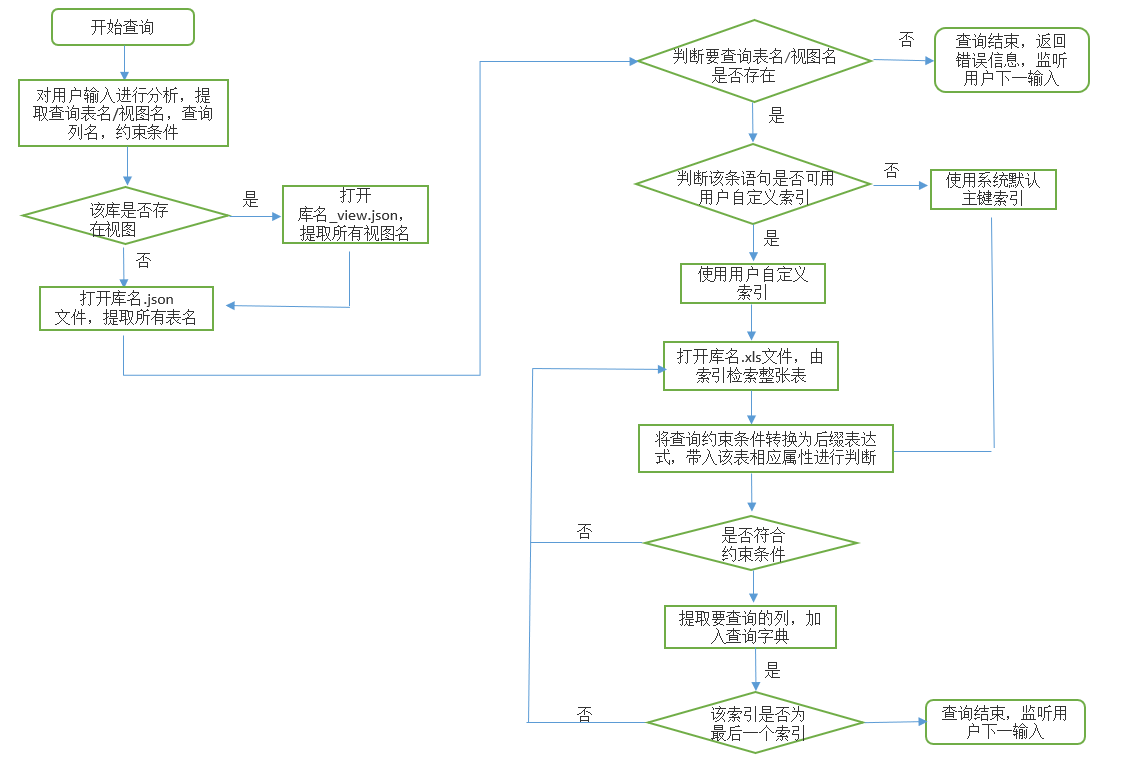 开始查询
对用户输入进行分析，提
取查询表名/视图名，查询
列名，约束条件
该库是否存
在视图
是
打开
库名_view.json，
提取所有视图名
否
打开库名.json
文件，提取所有表名
判断要查询表名/视图名
是否存在
否
查询结束，返回
错误信息，监听
用户下一输入
是
判断该条语句是否可用
用户自定义索引
否
使用系统默认
主键索引
是
使用用户自定义
索引
打开库名.xls文件，由
索引检索整张表
将查询约束条件转换为后缀表达
式，带入该表相应属性进行判断
是否符合
约束条件
否
提取要查询的列，加
入查询字典
是
该索引是否为
最后一个索引
否
查询结束，监听用
户下一输入